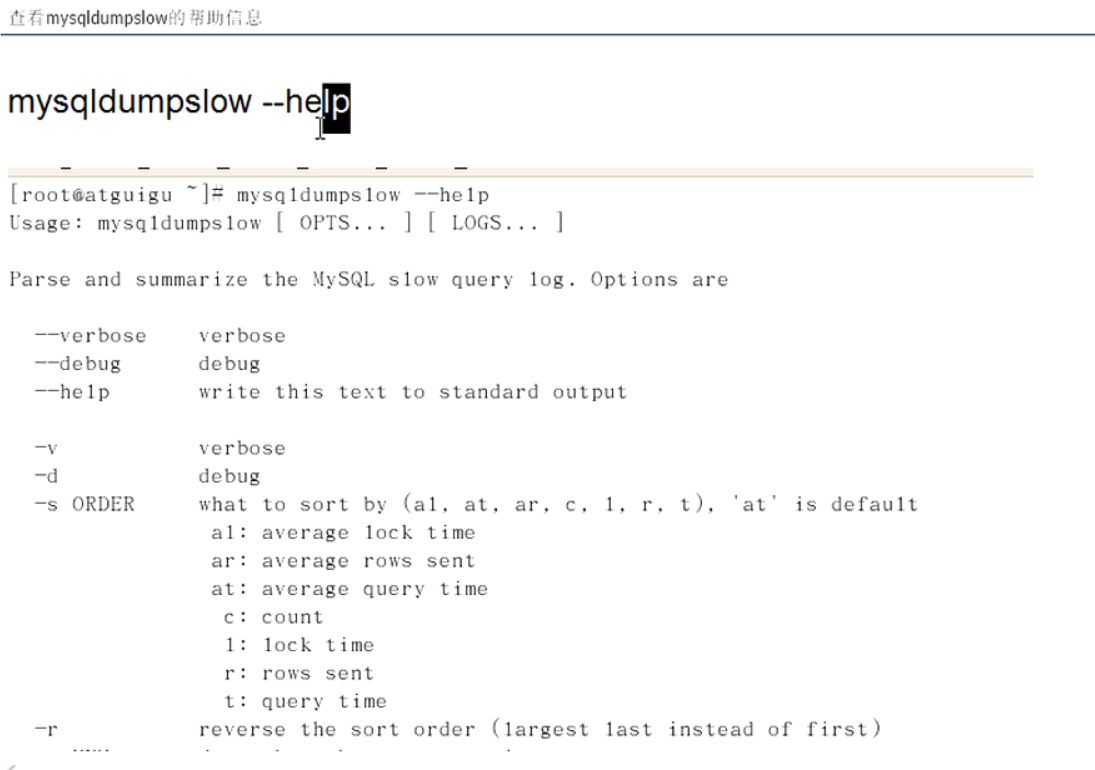 查看mysqldumpslow的帮助信息
mysqldumpslow --help
[root@atguigu ~]# mysqldumpslow --help
Usage: mysqldumpslow [ OPTS... ] [ LOGS... ]
Parse and summarize the MySQL slow query log. Options are
--verbose    verbose
--debug      debug
--help       write this text to standard output
-v           verbose
-d           debug
-s ORDER     what to sort by (al, at, ar, c, l, r, t), 'at' is default
al: average lock time
ar: average rows sent
at: average query time
c: count
l: lock time
r: rows sent
t: query time
-r           reverse the sort order (largest last instead of first)